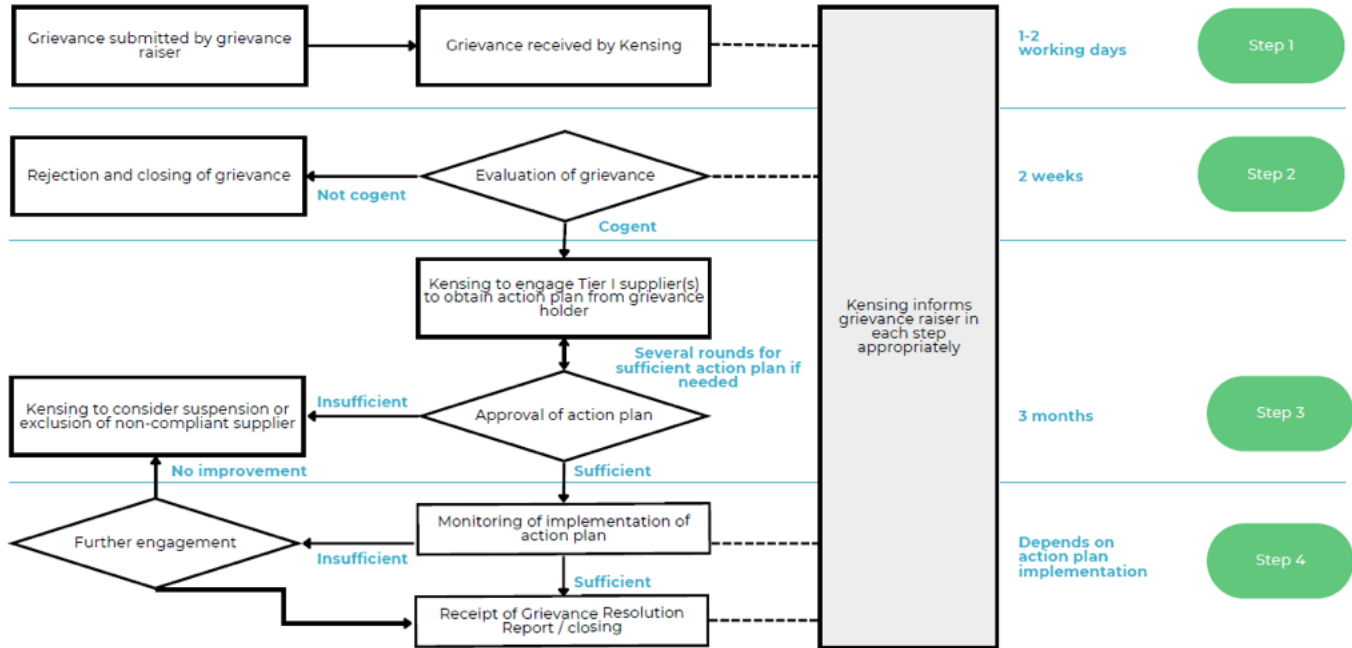 Grievance submitted by grievance
raiser
Grievance received by Kensing
1-2
working days
Step 1
Rejection and closing of grievance
Not cogent
Evaluation of grievance
Cogent
2 weeks
Step 2
Kensing to engage Tier I supplier(s)
to obtain action plan from grievance
holder
Kensing informs
grievance raiser in
each step
appropriately
Several rounds for
sufficient action plan if
needed
Kensing to consider suspension or
exclusion of non-compliant supplier
Insufficient
Approval of action plan
3 months
Step 3
No improvement
Sufficient
Further engagement
Insufficient
Monitoring of implementation of
action plan
Depends on
action plan
implementation
Step 4
Sufficient
Receipt of Grievance Resolution
Report / closing